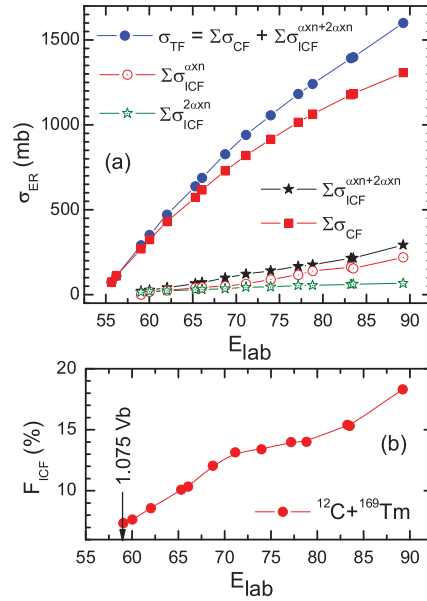 σ_TF = Σσ_CF + Σσ_ICF^αxn+2αxn
Σσ_ICF^αxn
Σσ_ICF^2αxn
(a)
Σσ_ICF^αxn+2αxn
Σσ_CF
σ_ER (mb)
1500
1000
500
0
55 60 65 70 75 80 85 90
E_lab
20
15
10
F_ICF (%)
1.075 Vb
(b)
¹²C+¹⁶⁹Tm
55 60 65 70 75 80 85 90
E_lab